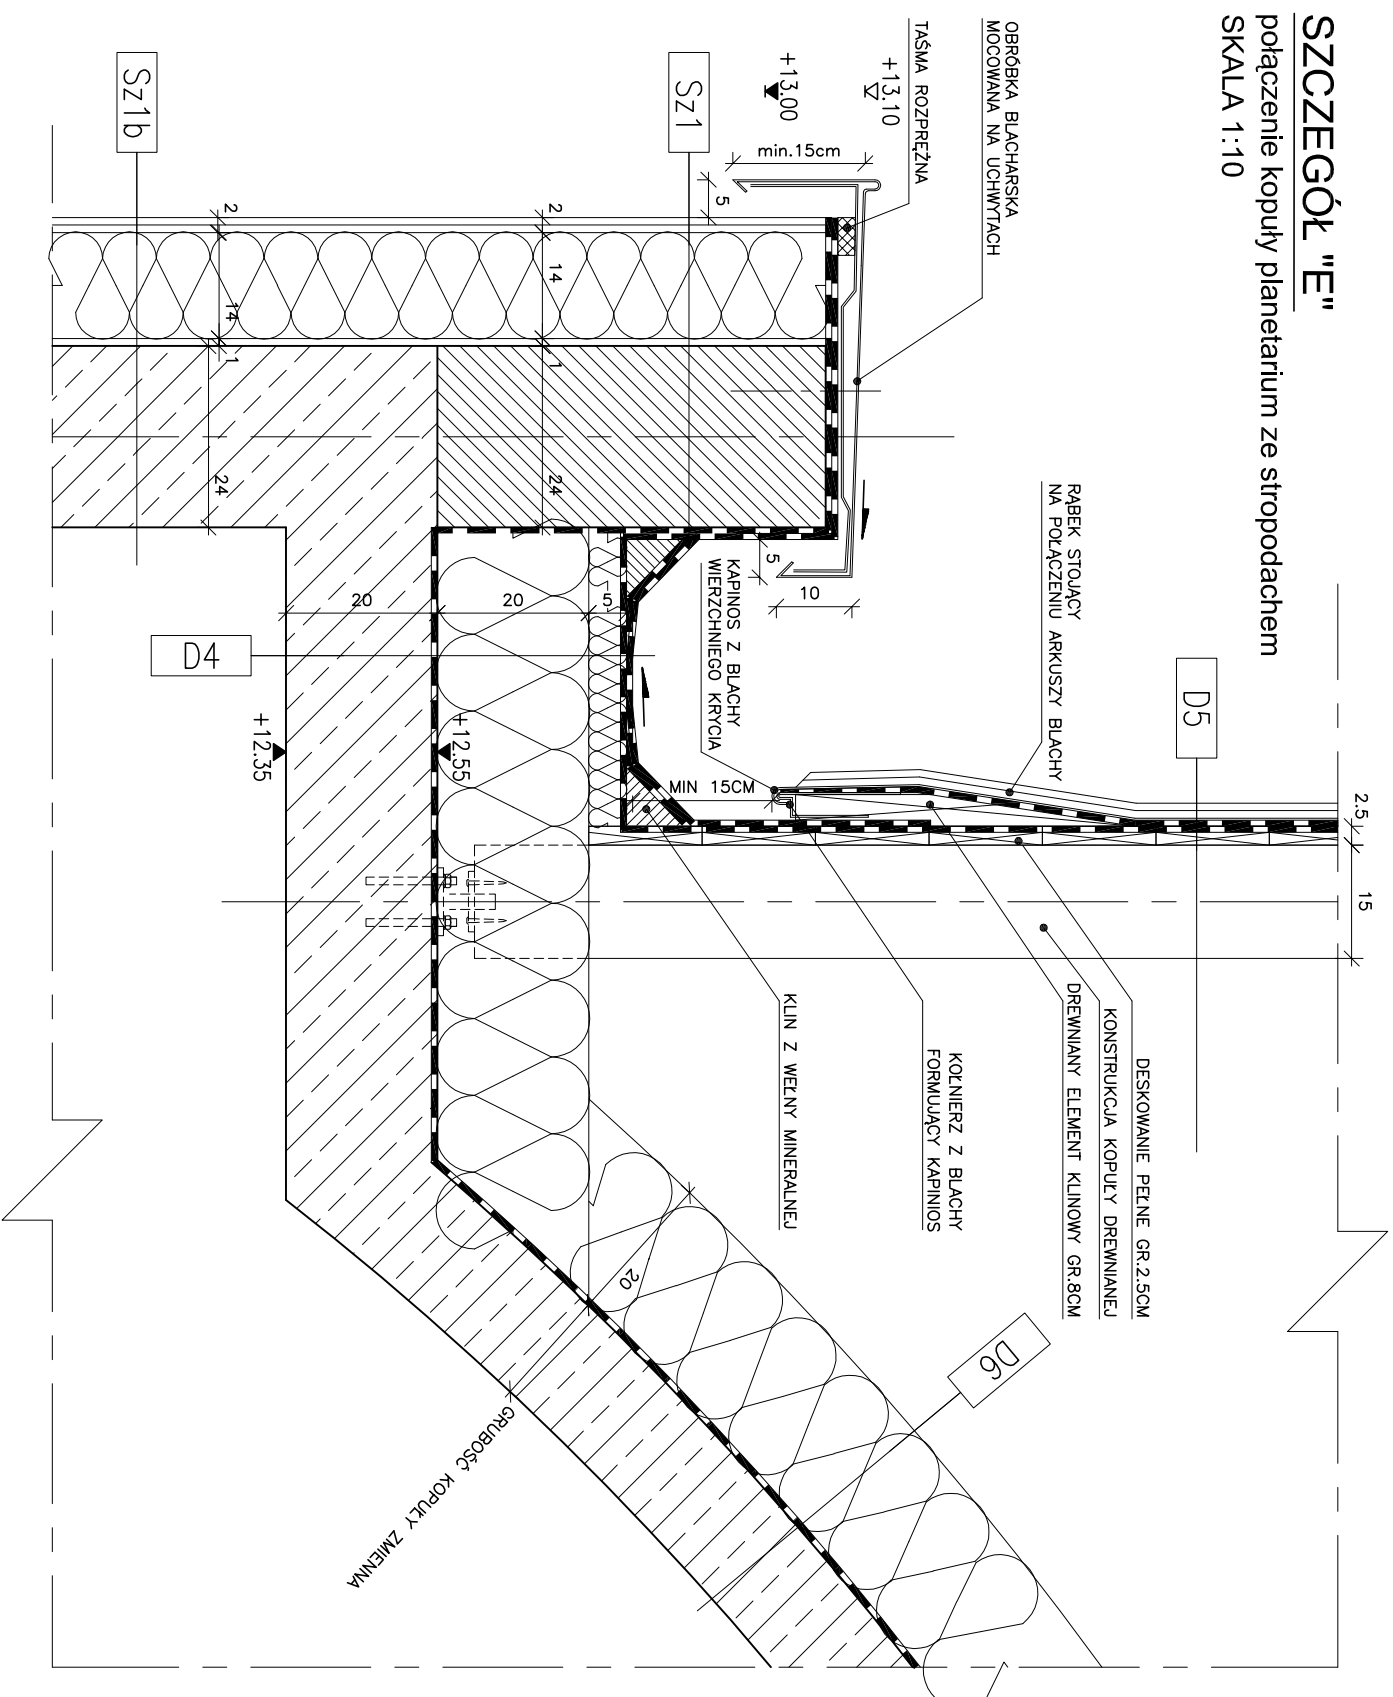 SZCZEGÓŁ "E"
połączenie kopuły planetarium ze stropodachem
SKALA 1:10
OBRÓBKA BLACHARSKA
MOCOWANA NA UCHWYTACH
TAŚMA ROZPRĘŻNA
+13.10
+13.00
min.15cm
5
Sz1
Sz1b
2
14
1
24
2
14
1
24
RĄBEK STOJĄCY
NA POŁĄCZENIU ARKUSZY BLACHY
KAPINOS Z BLACHY
WIERZCHNIEGO KRYCIA
5
10
20
20
5
D4
+12.35
+12.55
MIN 15CM
D5
2.5
15
DESKOWANIE PEŁNE GR.2.5CM
KONSTRUKCJA KOPUŁY DREWNIANEJ
DREWNIANY ELEMENT KLINOWY GR.8CM
KOŁNIERZ Z BLACHY
FORMUJĄCY KAPINIOS
KLIN Z WEŁNY MINERALNEJ
20
D6
GRUBOŚĆ KOPUŁY ZMIENNA